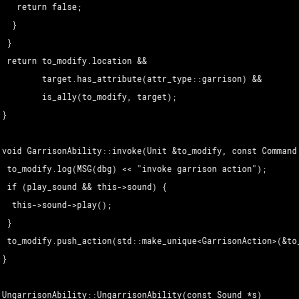 return false;
}
}
return to_modify.location &&
target.has_attribute(attr_type::garrison) &&
is_ally(to_modify, target);
}
void GarrisonAbility::invoke(Unit &to_modify, const Command
to_modify.log(MSG(dbg) << "invoke garrison action");
if (play_sound && this->sound) {
this->sound->play();
}
to_modify.push_action(std::make_unique<GarrisonAction>(&to_
}
UngarrisonAbility::UngarrisonAbility(const Sound *s)